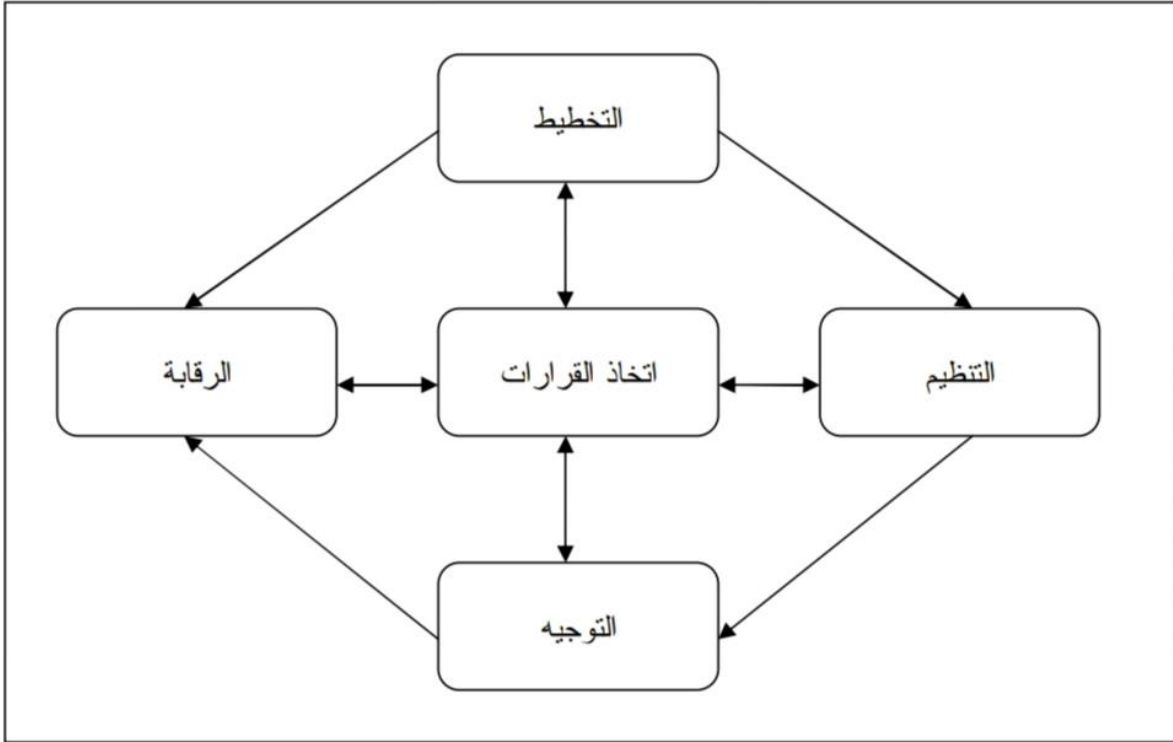 التخطيط
التنظيم
اتخاذ القرارات
الرقابة
التوجيه